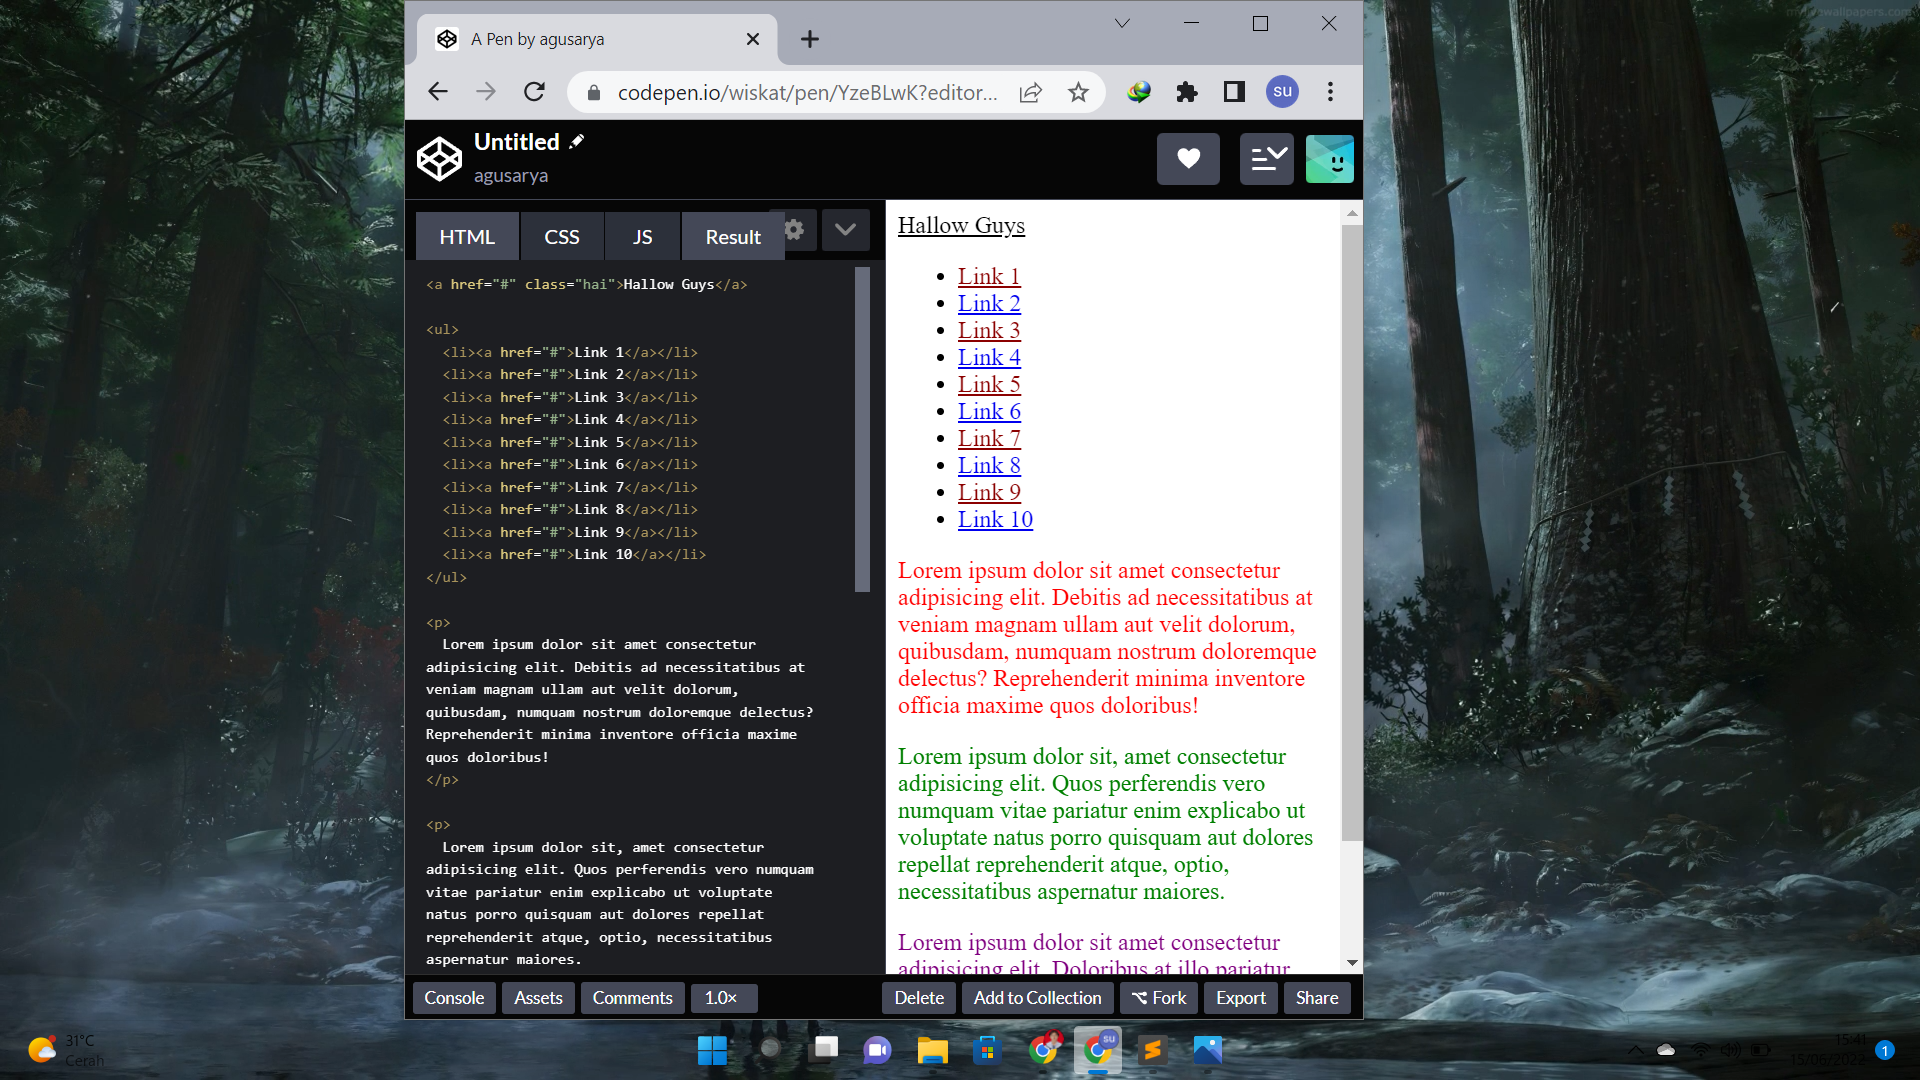 A Pen by agusarya
codepen.io/wiskat/pen/YzeBLwK?editor...
su
Untitled
agusarya
HTML CSS JS Result
<a href="#" class="hai">Hallow Guys</a>
<ul>
<li><a href="#">Link 1</a></li>
<li><a href="#">Link 2</a></li>
<li><a href="#">Link 3</a></li>
<li><a href="#">Link 4</a></li>
<li><a href="#">Link 5</a></li>
<li><a href="#">Link 6</a></li>
<li><a href="#">Link 7</a></li>
<li><a href="#">Link 8</a></li>
<li><a href="#">Link 9</a></li>
<li><a href="#">Link 10</a></li>
</ul>
<p>
Lorem ipsum dolor sit amet consectetur
adipisicing elit. Debitis ad necessitatibus at
veniam magnam ullam aut velit dolorum,
quibusdam, numquam nostrum doloremque delectus?
Reprehenderit minima inventore officia maxime
quos doloribus!
</p>
<p>
Lorem ipsum dolor sit, amet consectetur
adipisicing elit. Quos perferendis vero numquam
vitae pariatur enim explicabo ut voluptate
natus porro quisquam aut dolores repellat
reprehenderit atque, optio, necessitatibus
aspernatur maiores.
Hallow Guys
Link 1
Link 2
Link 3
Link 4
Link 5
Link 6
Link 7
Link 8
Link 9
Link 10
Lorem ipsum dolor sit amet consectetur
adipisicing elit. Debitis ad necessitatibus at
veniam magnam ullam aut velit dolorum,
quibusdam, numquam nostrum doloremque
delectus? Reprehenderit minima inventore
officia maxime quos doloribus!
Lorem ipsum dolor sit, amet consectetur
adipisicing elit. Quos perferendis vero
numquam vitae pariatur enim explicabo ut
voluptate natus porro quisquam aut dolores
repellat reprehenderit atque, optio,
necessitatibus aspernatur maiores.
Lorem ipsum dolor sit amet consectetur
adipisicing elit. Doloribus at illo pariatur
Console Assets Comments 1.0× Delete Add to Collection Fork Export Share
31°C
Cerah
SU
15:41
1